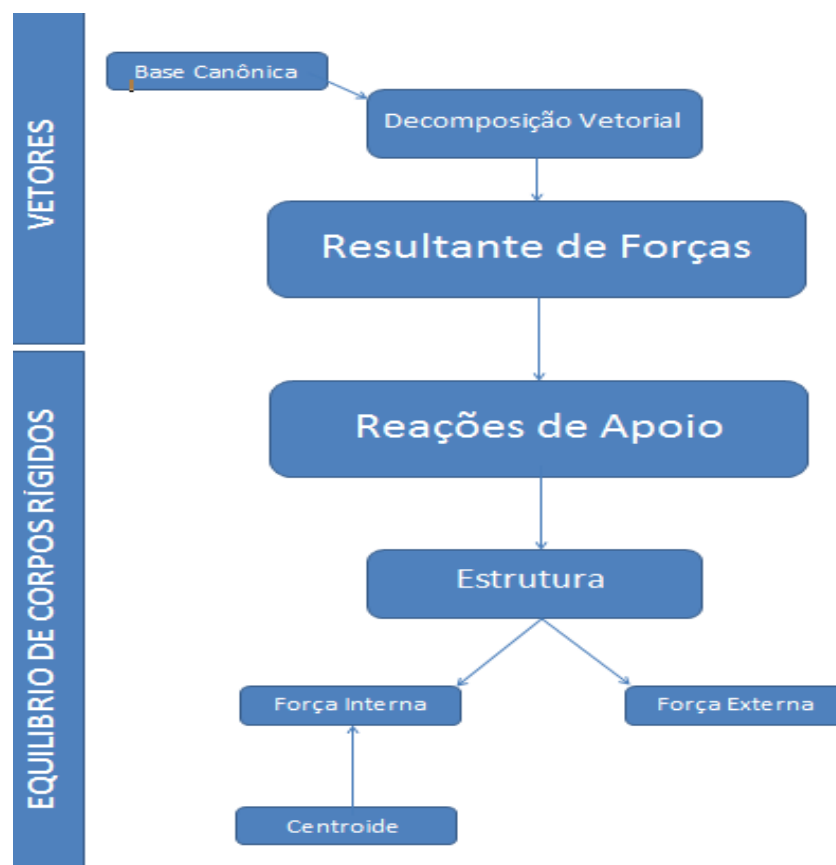 VETORES
Base Canônica
Decomposição Vetorial
Resultante de Forças
EQUILIBRIO DE CORPOS RÍGIDOS
Reações de Apoio
Estrutura
Força Interna
Força Externa
Centroide